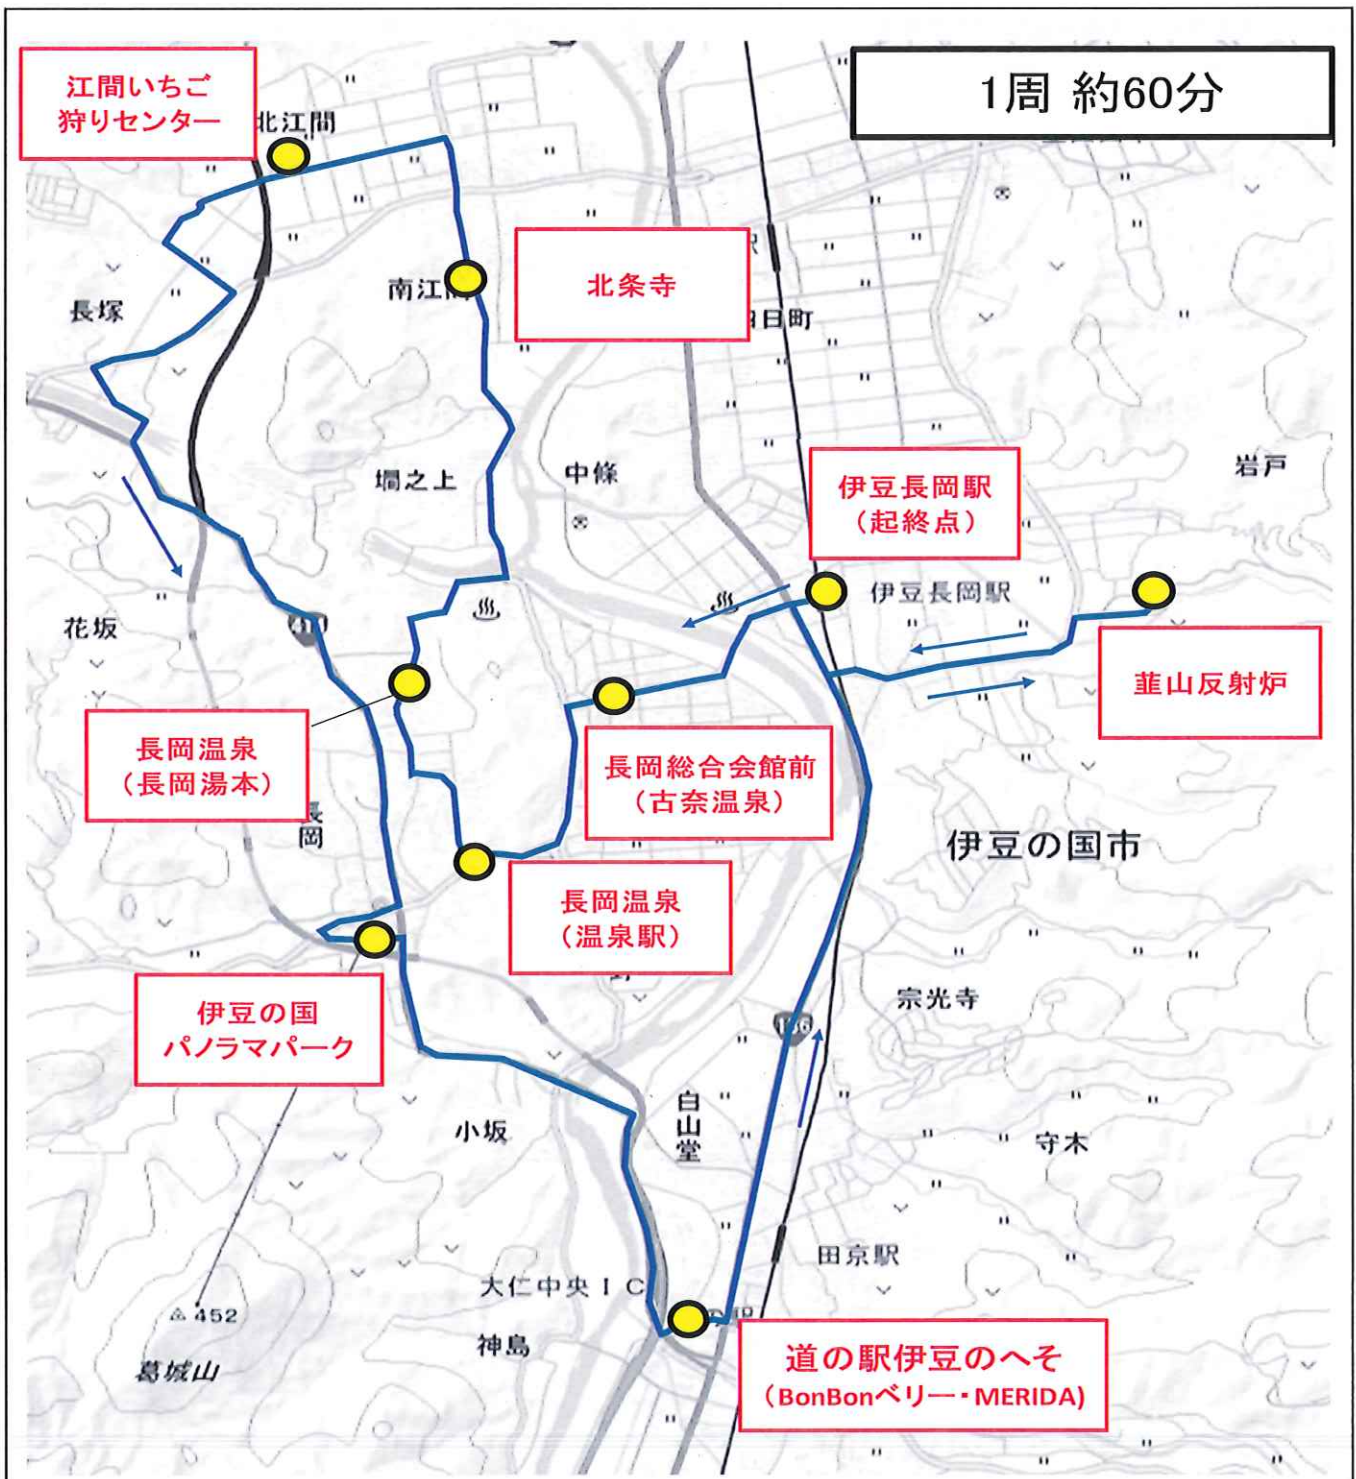 1周 約60分
江間いちご
狩りセンター
北江間
北条寺
南江間
長塚
四日町
岩戸
墹之上
中條
伊豆長岡駅
（起終点）
伊豆長岡駅
花坂
韮山反射炉
長岡温泉
（長岡湯本）
長岡総合会館前
（古奈温泉）
長岡
伊豆の国市
長岡温泉
（温泉駅）
伊豆の国
パノラマパーク
宗光寺
136
白山堂
小坂
守木
田京駅
大仁中央IC
452
神島
葛城山
道の駅伊豆のへそ
（BonBonベリー・MERIDA）